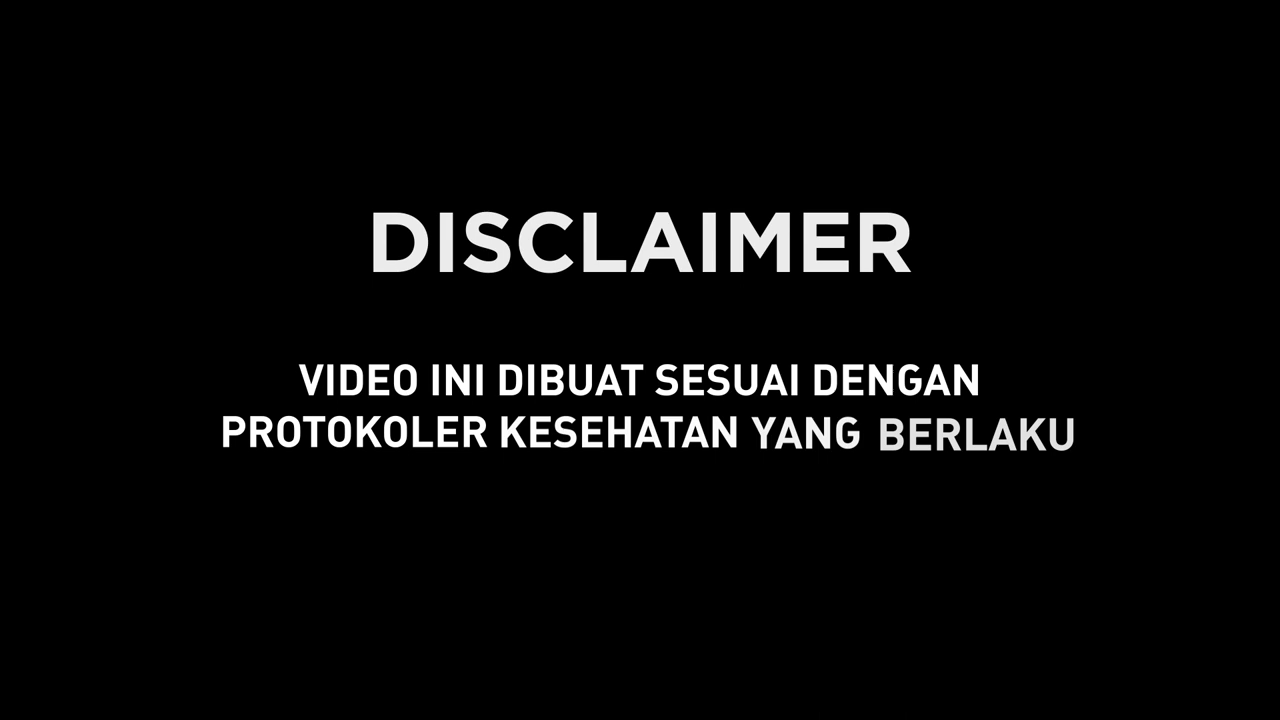 DISCLAIMER
VIDEO INI DIBUAT SESUAI DENGAN
PROTOKOLER KESEHATAN YANG BERLAKU